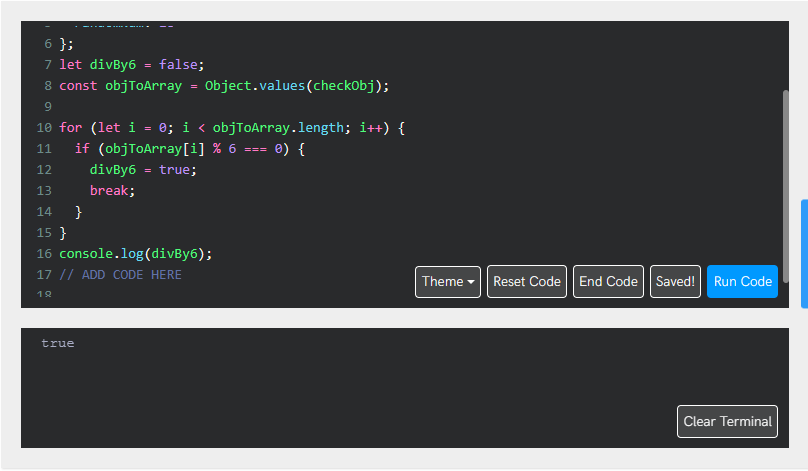 6 };
7 let divBy6 = false;
8 const objToArray = Object.values(checkObj);
9
10 for (let i = 0; i < objToArray.length; i++) {
11   if (objToArray[i] % 6 === 0) {
12     divBy6 = true;
13     break;
14   }
15 }
16 console.log(divBy6);
17 // ADD CODE HERE
18
Theme Reset Code End Code Saved! Run Code
true
Clear Terminal